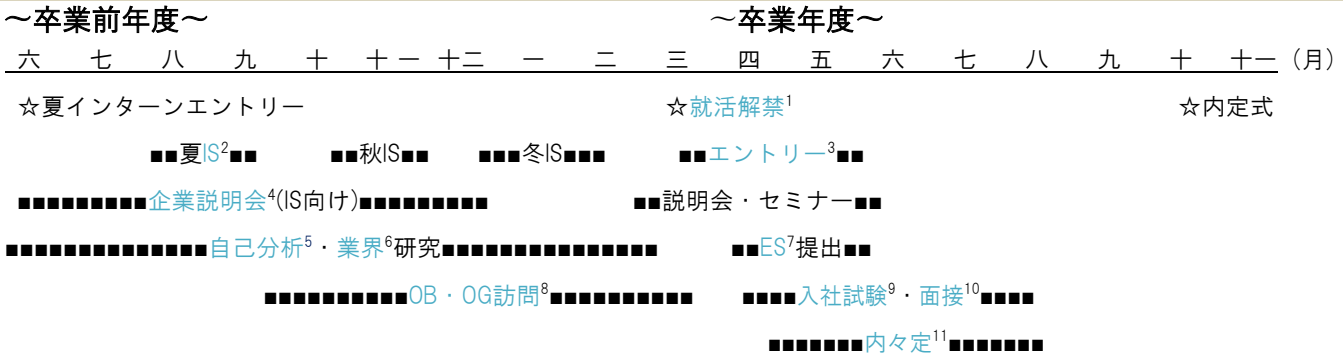 ～卒業前年度～ ～卒業年度～
六 七 八 九 十 十一 十二 一 二 三 四 五 六 七 八 九 十 十一 (月)
☆夏インターンエントリー ☆就活解禁1 ☆内定式
■■夏IS2■■ ■■秋IS■■ ■■■冬IS■■■ ■■エントリー3■■
■■■■■■■■■企業説明会4(IS向け)■■■■■■■■■ ■■説明会・セミナー■■
■■■■■■■■■■■■■■自己分析5・業界6研究■■■■■■■■■■■■■■■ ■■ES7提出■■
■■■■■■■■■■OB・OG訪問8■■■■■■■■■■ ■■■■入社試験9・面接10■■■■
■■■■■■■内々定11■■■■■■■